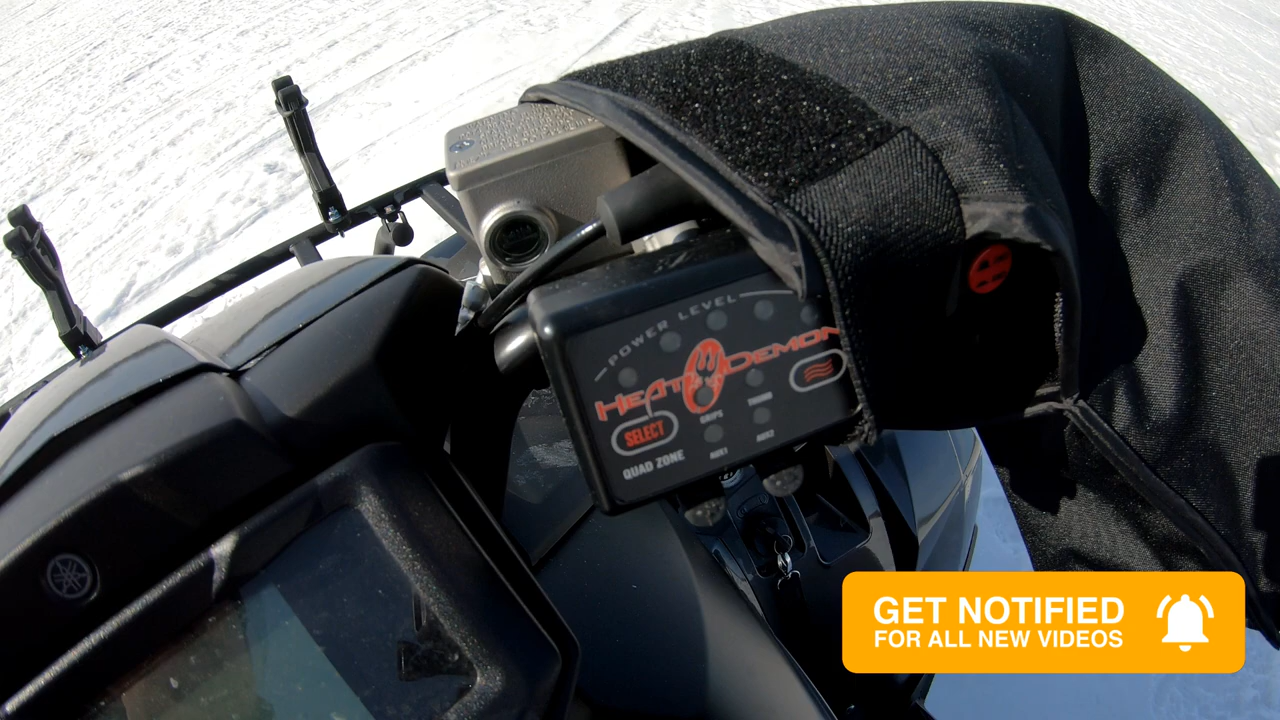 POWER LEVEL
HEAT DEMON
SELECT
GRIPS
THUMB
QUAD ZONE
AUX1
AUX2
GET NOTIFIED
FOR ALL NEW VIDEOS